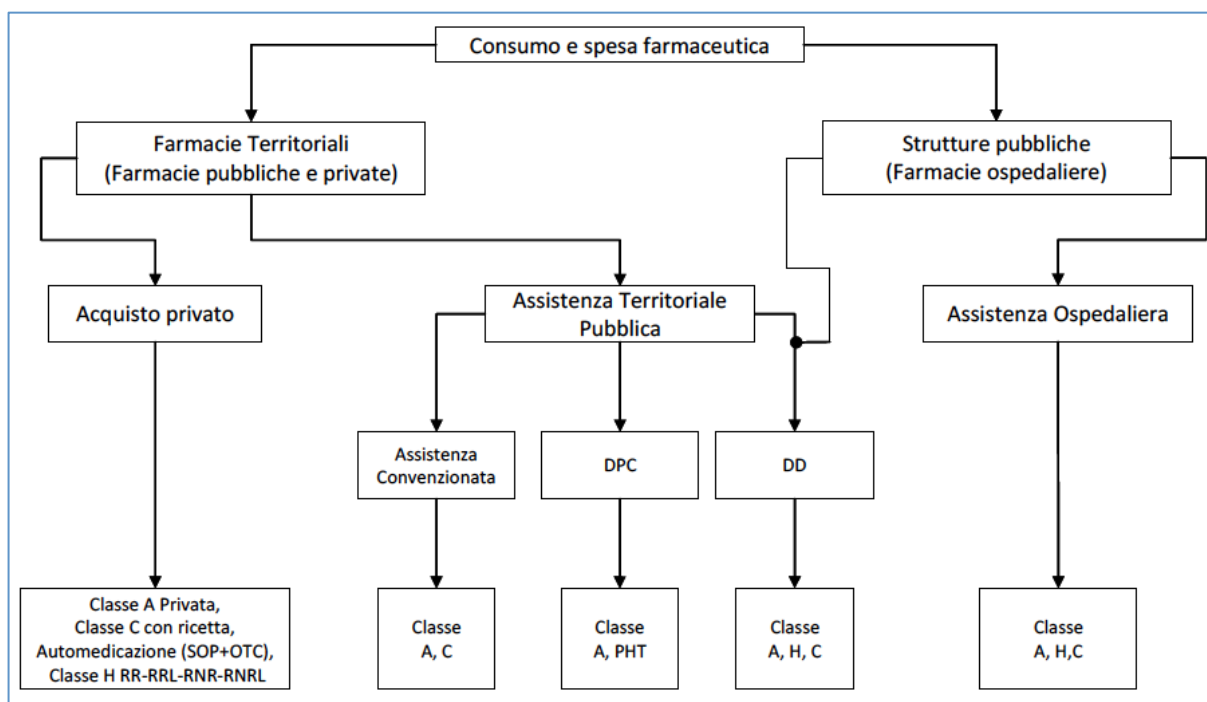 Consumo e spesa farmaceutica
Farmacie Territoriali
(Farmacie pubbliche e private)
Strutture pubbliche
(Farmacie ospedaliere)
Acquisto privato
Assistenza Territoriale
Pubblica
Assistenza Ospedaliera
Assistenza
Convenzionata
DPC
DD
Classe A Privata,
Classe C con ricetta,
Automedicazione (SOP+OTC),
Classe H RR-RRL-RNR-RNRL
Classe
A, C
Classe
A, PHT
Classe
A, H, C
Classe
A, H,C